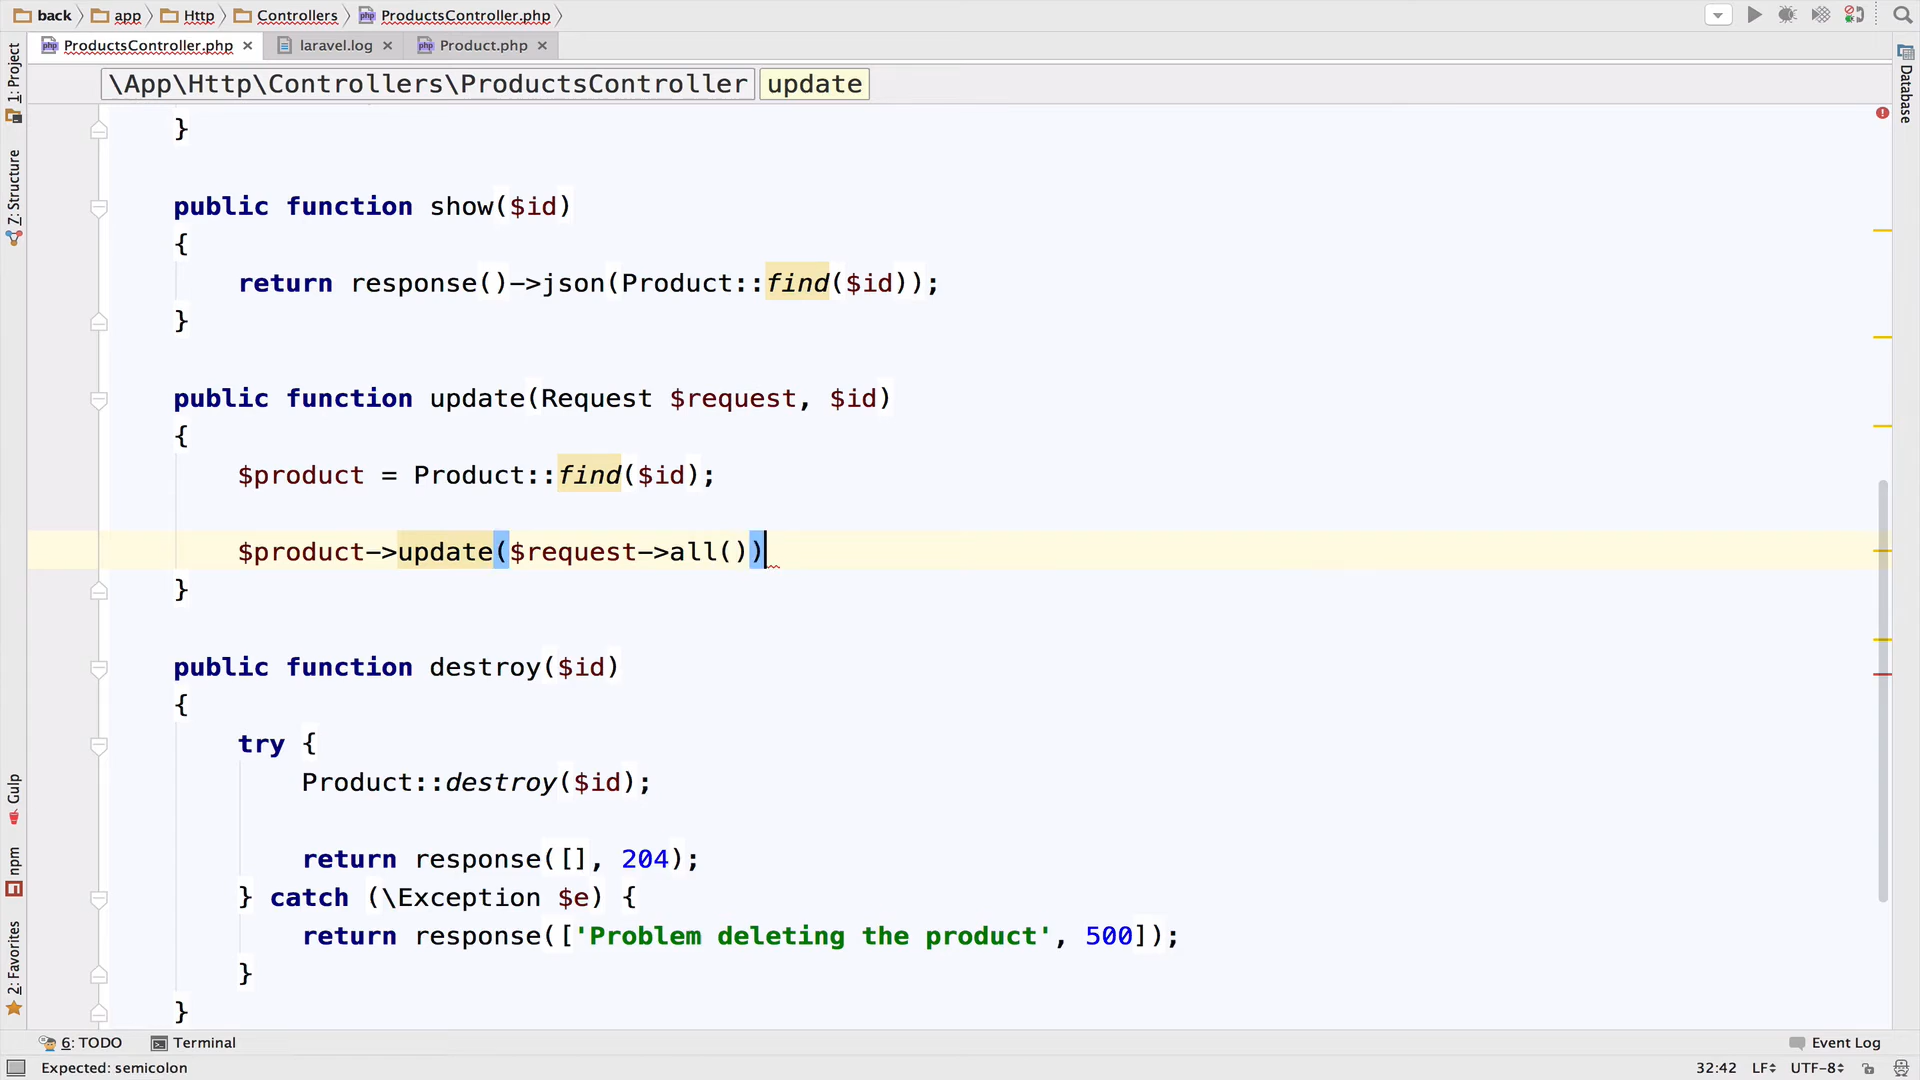 back app Http Controllers ProductsController.php
ProductsController.php laravel.log Product.php
\App\Http\Controllers\ProductsController update
1: Project
7: Structure
Gulp
npm
2: Favorites
Database
}
public function show($id)
{
return response()->json(Product::find($id));
}
public function update(Request $request, $id)
{
$product = Product::find($id);
$product->update($request->all())
}
public function destroy($id)
{
try {
Product::destroy($id);
return response([], 204);
} catch (\Exception $e) {
return response(['Problem deleting the product', 500]);
}
}
6: TODO Terminal Event Log
Expected: semicolon 32:42 LF UTF-8